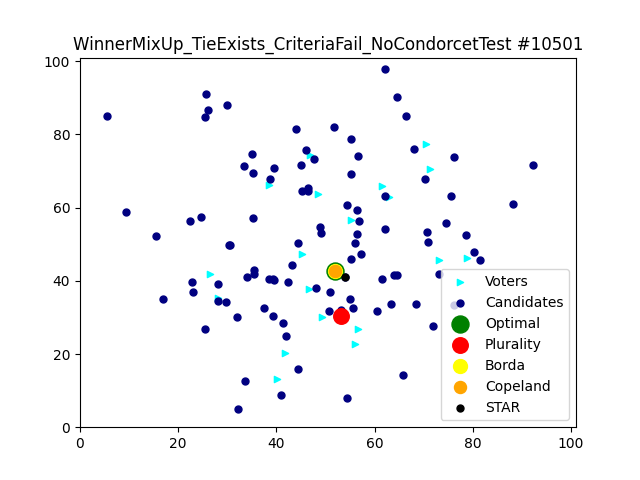 WinnerMixUp_TieExists_CriteriaFail_NoCondorcetTest #10501
100
80
60
40
20
0
0 20 40 60 80 100
Voters
Candidates
Optimal
Plurality
Borda
Copeland
STAR